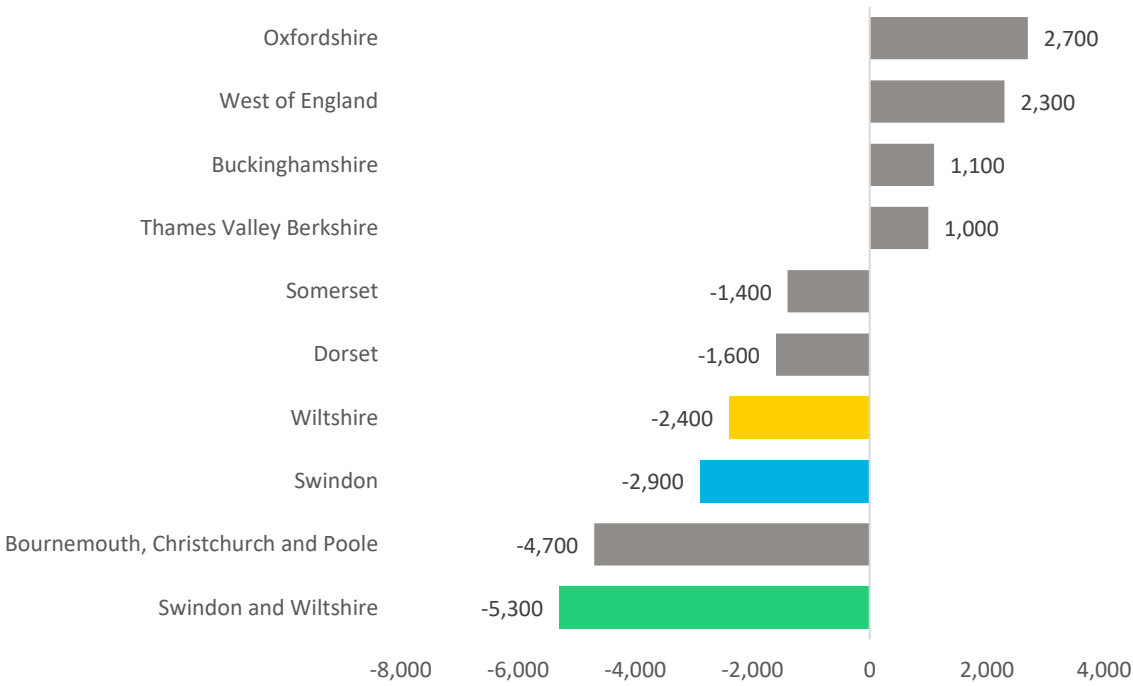 Oxfordshire 2,700
West of England 2,300
Buckinghamshire 1,100
Thames Valley Berkshire 1,000
Somerset -1,400
Dorset -1,600
Wiltshire -2,400
Swindon -2,900
Bournemouth, Christchurch and Poole -4,700
Swindon and Wiltshire -5,300
-8,000 -6,000 -4,000 -2,000 0 2,000 4,000